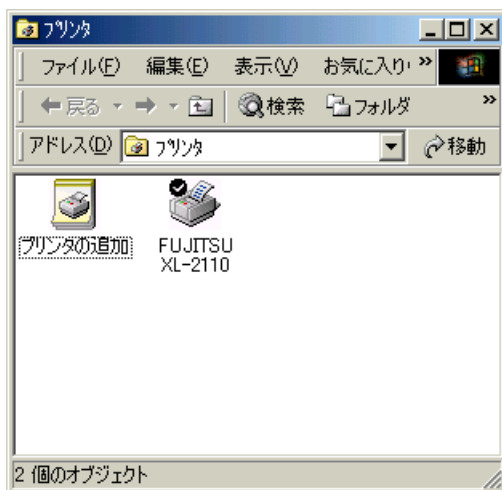 プリンタ
ファイル(F) 編集(E) 表示(V) お気に入り »
戻る 検索 フォルダ »
アドレス(D) プリンタ 移動
プリンタの追加
FUJITSU
XL-2110
2 個のオブジェクト